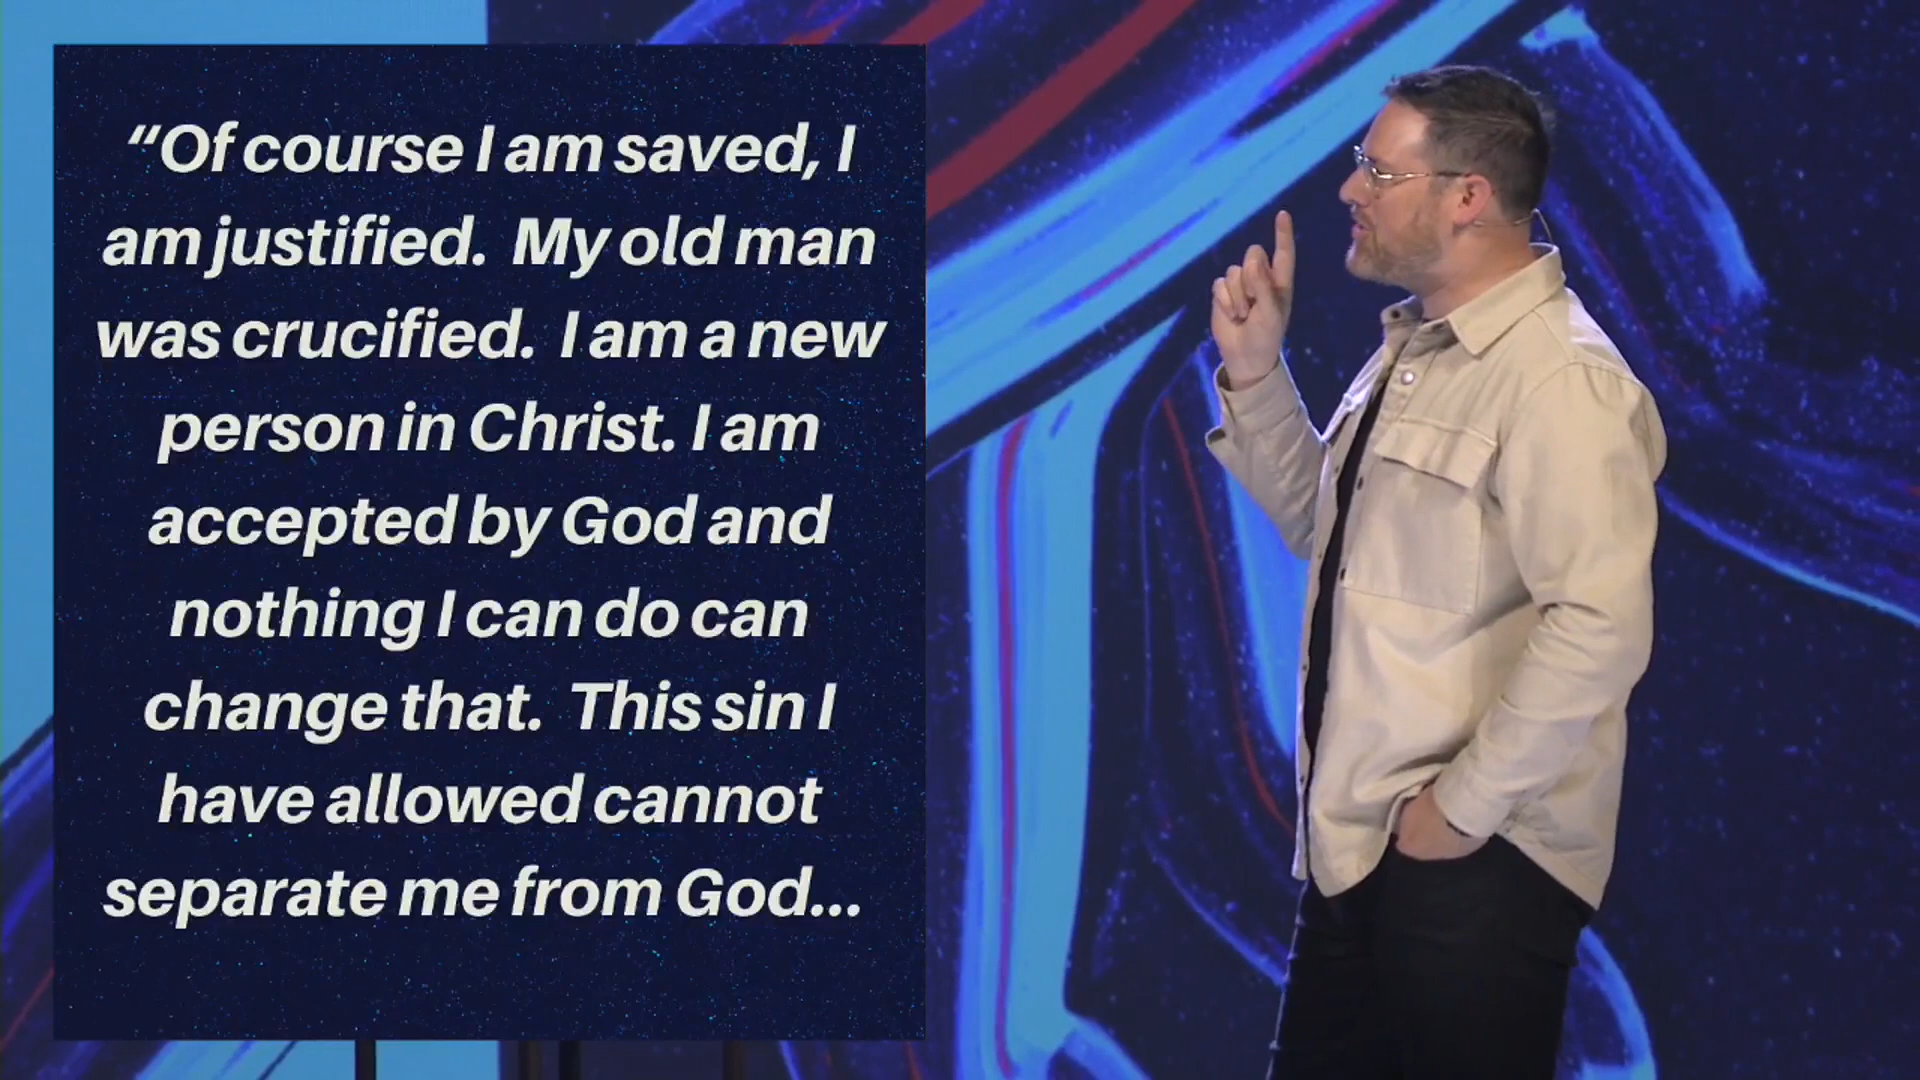 “Of course I am saved, I
am justified.  My old man
was crucified.  I am a new
person in Christ. I am
accepted by God and
nothing I can do can
change that.  This sin I
have allowed cannot
separate me from God...